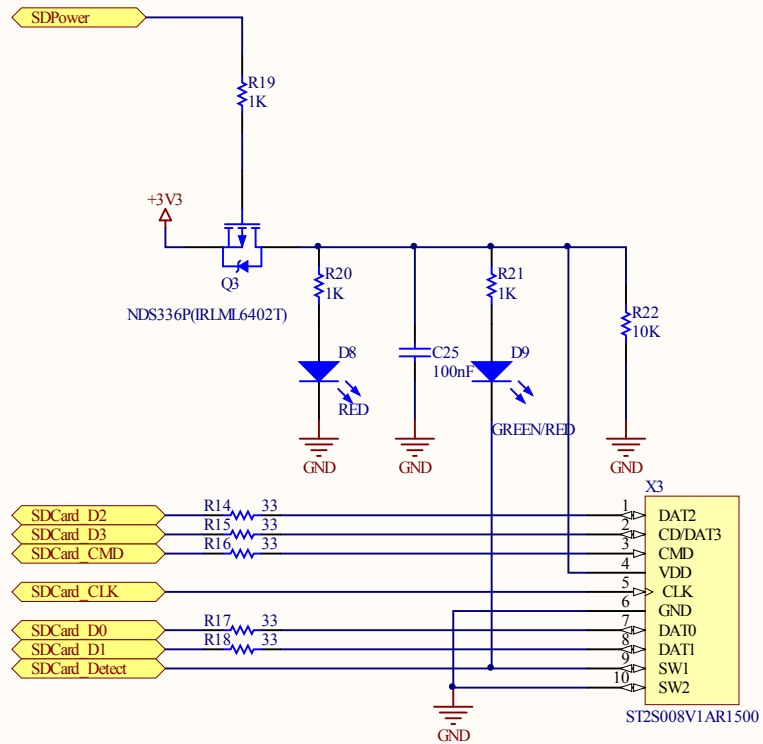 SDPower
R19
1K
+3V3
Q3
NDS336P(IRLML6402T)
R20
1K
R21
1K
R22
10K
D8
RED
C25
100nF
D9
GREEN/RED
GND
GND
GND
X3
SDCard_D2
R14
33
1
DAT2
SDCard_D3
R15
33
2
CD/DAT3
SDCard_CMD
R16
33
3
CMD
4
VDD
SDCard_CLK
5
CLK
6
GND
SDCard_D0
R17
33
7
DAT0
SDCard_D1
R18
33
8
DAT1
SDCard_Detect
9
SW1
10
SW2
ST2S008V1AR1500
GND